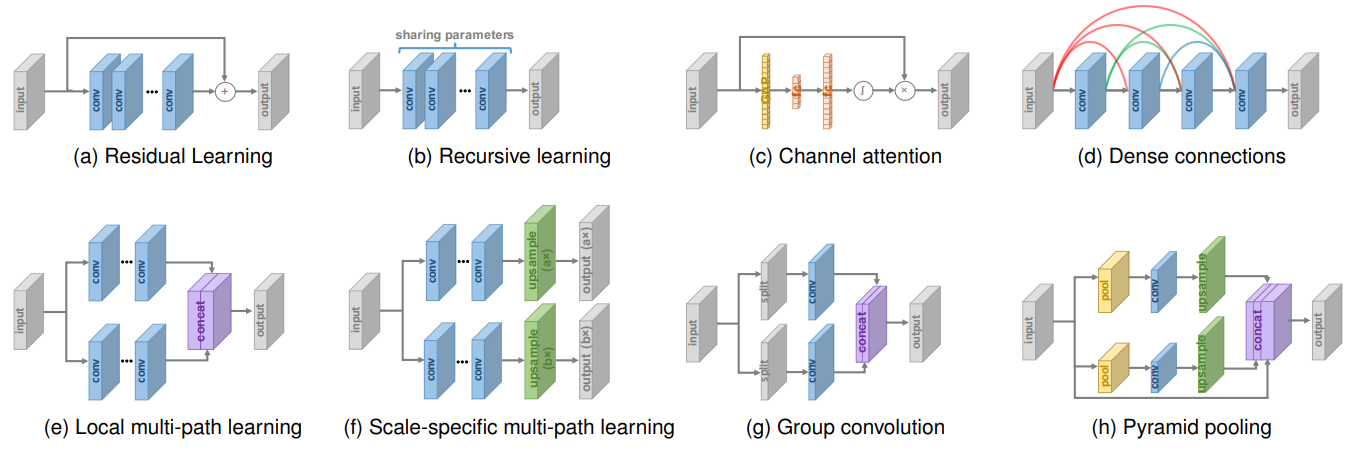 input
conv
conv
conv
+
output
(a) Residual Learning
sharing parameters
input
conv
conv
conv
output
(b) Recursive learning
input
GAP
fc
fc
∫
×
output
(c) Channel attention
input
conv
conv
conv
conv
output
(d) Dense connections
input
conv
conv
conv
conv
concat
output
(e) Local multi-path learning
input
conv
conv
upsample
(a×)
output (a×)
conv
conv
upsample
(b×)
output (b×)
(f) Scale-specific multi-path learning
input
split
conv
split
conv
concat
output
(g) Group convolution
input
pool
conv
upsample
pool
conv
upsample
concat
output
(h) Pyramid pooling